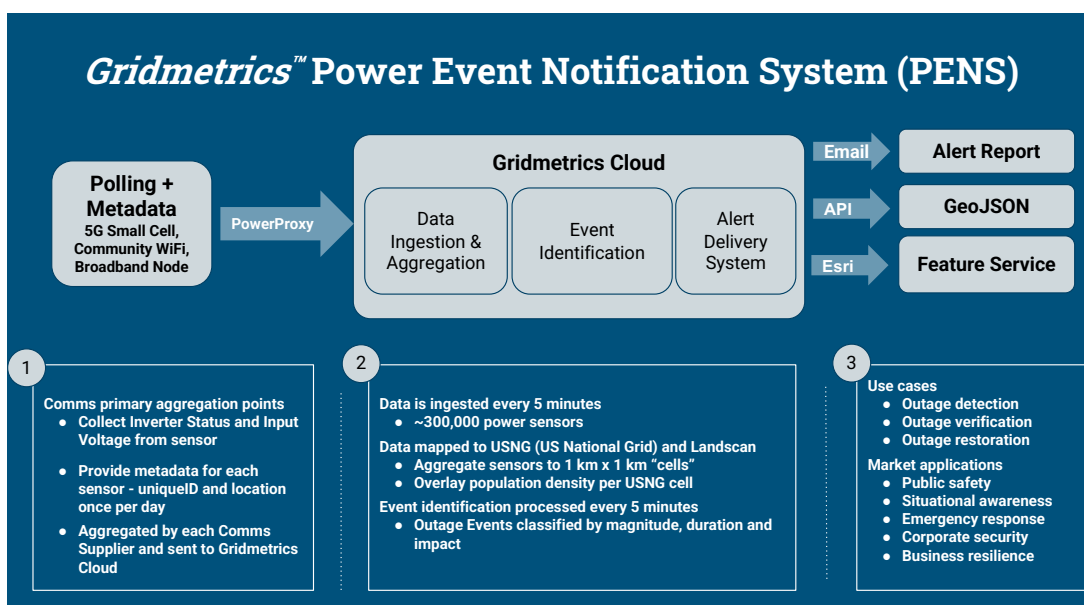 Gridmetrics™ Power Event Notification System (PENS)
Polling +
Metadata
5G Small Cell,
Community WiFi,
Broadband Node
PowerProxy
Gridmetrics Cloud
Data
Ingestion &
Aggregation
Event
Identification
Alert
Delivery
System
Email
Alert Report
API
GeoJSON
Esri
Feature Service
1
Comms primary aggregation points
● Collect Inverter Status and Input
Voltage from sensor
● Provide metadata for each
sensor - uniqueID and location
once per day
● Aggregated by each Comms
Supplier and sent to Gridmetrics
Cloud
2
Data is ingested every 5 minutes
● ~300,000 power sensors
Data mapped to USNG (US National Grid) and Landscan
● Aggregate sensors to 1 km x 1 km “cells”
● Overlay population density per USNG cell
Event identification processed every 5 minutes
● Outage Events classified by magnitude, duration and
impact
3
Use cases
● Outage detection
● Outage verification
● Outage restoration
Market applications
● Public safety
● Situational awareness
● Emergency response
● Corporate security
● Business resilience